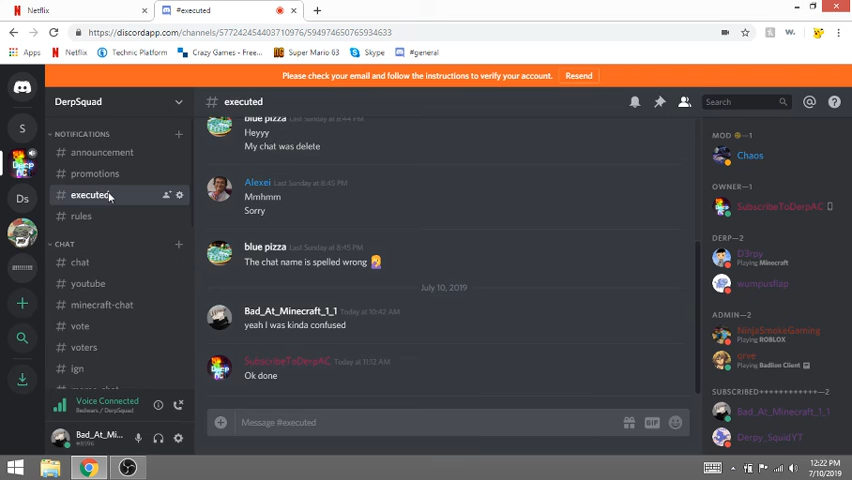 Netflix
#executed
https://discordapp.com/channels/577242454403710976/594974650765934633
Apps
Netflix
Technic Platform
Crazy Games - Free...
Super Mario 63
Skype
#general
Please check your email and follow the instructions to verify your account.
Resend
DerpSquad
# executed
Search
S
Ds
NOTIFICATIONS
# announcement
# promotions
# executed
# rules
CHAT
# chat
# youtube
# minecraft-chat
# vote
# voters
# ign
Voice Connected
Bedwars / DerpSquad
Bad_At_Mi...
#8396
blue pizza Last Sunday at 8:44 PM
Heyyy
My chat was delete
Alexei Last Sunday at 8:45 PM
Mmhmm
Sorry
blue pizza Last Sunday at 8:45 PM
The chat name is spelled wrong
July 10, 2019
Bad_At_Minecraft_1_1 Today at 10:42 AM
yeah I was kinda confused
SubscribeToDerpAC Today at 11:12 AM
Ok done
Message #executed
GIF
MOD —1
Chaos
OWNER—1
SubscribeToDerpAC
DERP—2
D3rpy
Playing Minecraft
wumpusflap
ADMIN—2
NinjaSmokeGaming
Playing ROBLOX
qrve
Playing Badlion Client
SUBSCRIBED++++++++++++—2
Bad_At_Minecraft_1_1
Derpy_SquidYT
12:22 PM
7/10/2019